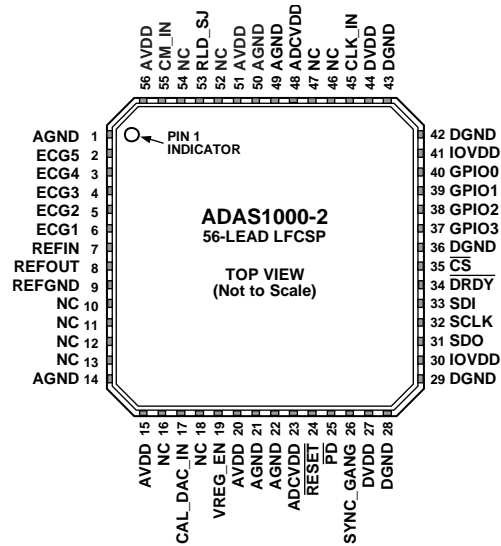 56 AVDD
55 CM_IN
54 NC
53 RLD_SJ
52 NC
51 AVDD
50 AGND
49 AGND
48 ADCVDD
47 NC
46 NC
45 CLK_IN
44 DVDD
43 DGND
AGND 1
ECG5 2
ECG4 3
ECG3 4
ECG2 5
ECG1 6
REFIN 7
REFOUT 8
REFGND 9
NC 10
NC 11
NC 12
NC 13
AGND 14
PIN 1
INDICATOR
ADAS1000-2
56-LEAD LFCSP
TOP VIEW
(Not to Scale)
42 DGND
41 IOVDD
40 GPIO0
39 GPIO1
38 GPIO2
37 GPIO3
36 DGND
35 CS
34 DRDY
33 SDI
32 SCLK
31 SDO
30 IOVDD
29 DGND
AVDD 15
NC 16
CAL_DAC_IN 17
NC 18
VREG_EN 19
AVDD 20
AGND 21
AGND 22
ADCVDD 23
RESET 24
PD 25
SYNC_GANG 26
DVDD 27
DGND 28